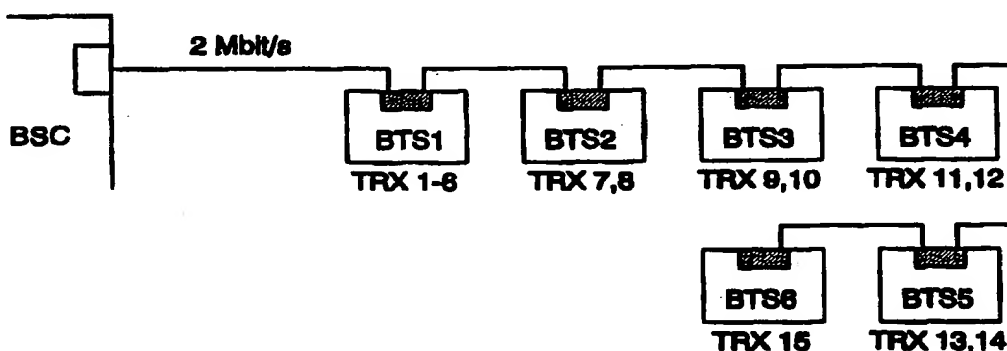 2 Mbit/s
BSC
BTS1
BTS2
BTS3
BTS4
TRX 1-6
TRX 7,8
TRX 9,10
TRX 11,12
BTS6
BTS5
TRX 15
TRX 13,14